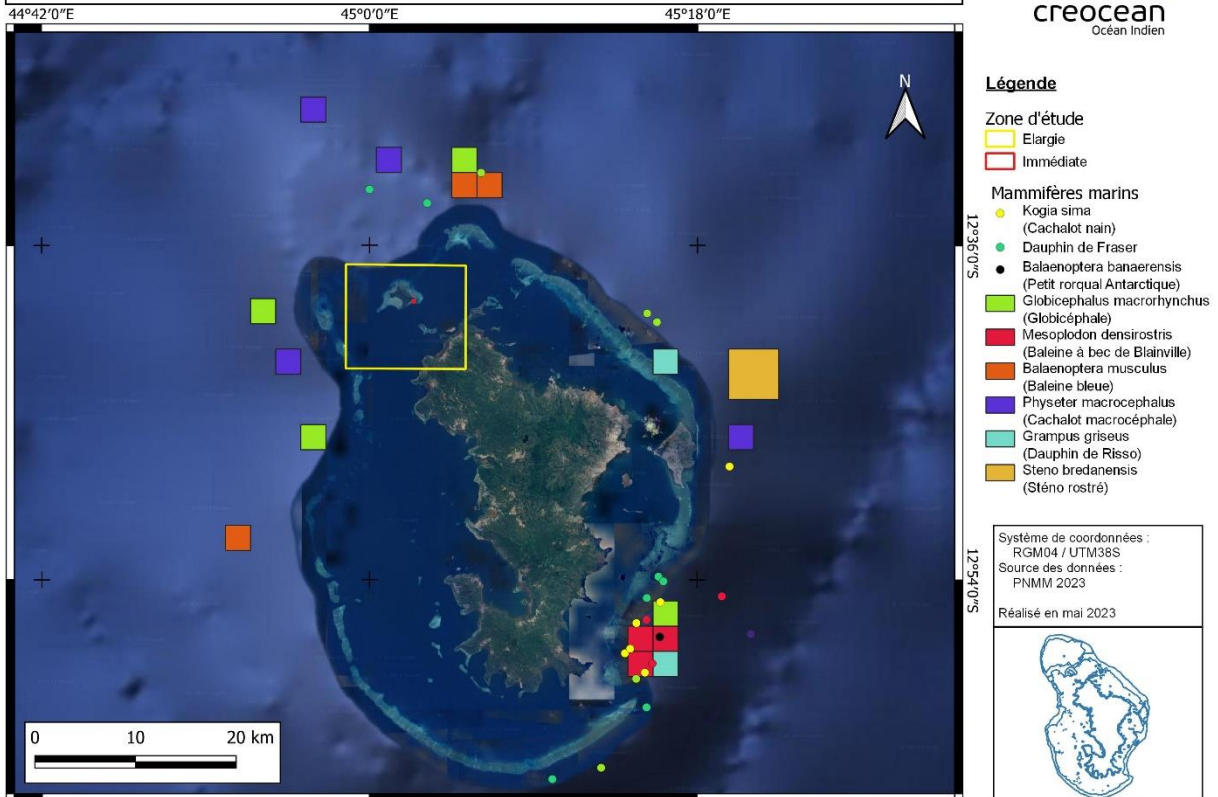 44°42'0"E
45°0'0"E
45°18'0"E
creocean
Océan Indien
N
12°36'0"S
12°54'0"S
0 10 20 km
Légende
Zone d'étude
Elargie
Immédiate
Mammifères marins
Kogia sima
(Cachalot nain)
Dauphin de Fraser
Balaenoptera banaerensis
(Petit rorqual Antarctique)
Globicephalus macrorhynchus
(Globicéphale)
Mesoplodon densirostris
(Baleine à bec de Blainville)
Balaenoptera musculus
(Baleine bleue)
Physeter macrocephalus
(Cachalot macrocéphale)
Grampus griseus
(Dauphin de Risso)
Steno bredanensis
(Sténo rostré)
Système de coordonnées :
RGM04 / UTM38S
Source des données :
PNMM 2023
Réalisé en mai 2023